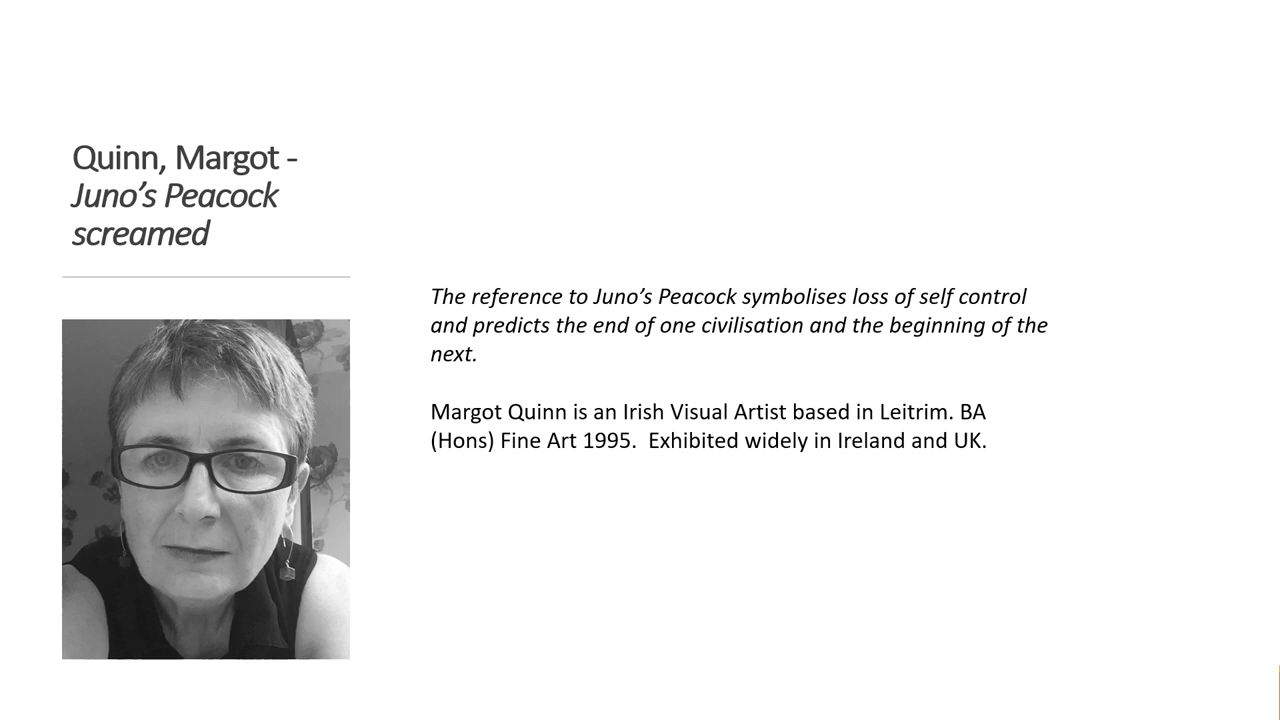 Quinn, Margot -
Juno’s Peacock
screamed
The reference to Juno’s Peacock symbolises loss of self control
and predicts the end of one civilisation and the beginning of the
next.
Margot Quinn is an Irish Visual Artist based in Leitrim. BA
(Hons) Fine Art 1995.  Exhibited widely in Ireland and UK.